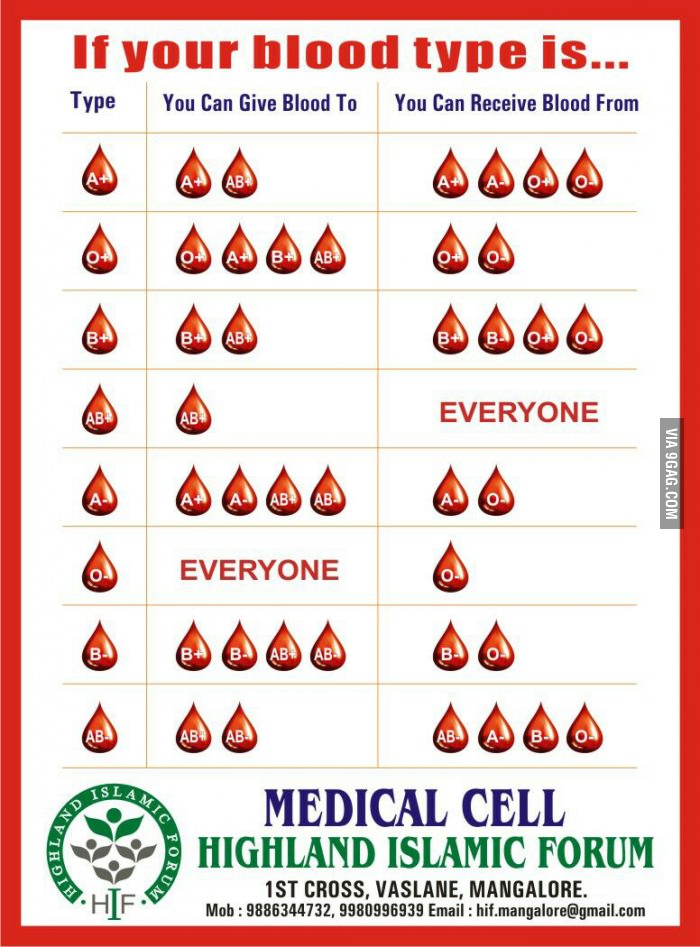 If your blood type is...
Type You Can Give Blood To You Can Receive Blood From
A+ A+ AB+ A+ A- O+ O-
O+ O+ A+ B+ AB+ O+ O-
B+ B+ AB+ B+ B- O+ O-
AB+ AB+ EVERYONE
A- A+ A- AB+ AB- A- O-
O- EVERYONE O-
B- B+ B- AB+ AB- B- O-
AB- AB+ AB- AB- A- B- O-
VIA 9GAG.COM
HIGHLAND ISLAMIC FORUM
HIF
MEDICAL CELL
HIGHLAND ISLAMIC FORUM
1ST CROSS, VASLANE, MANGALORE.
Mob : 9886344732, 9980996939 Email : hif.mangalore@gmail.com